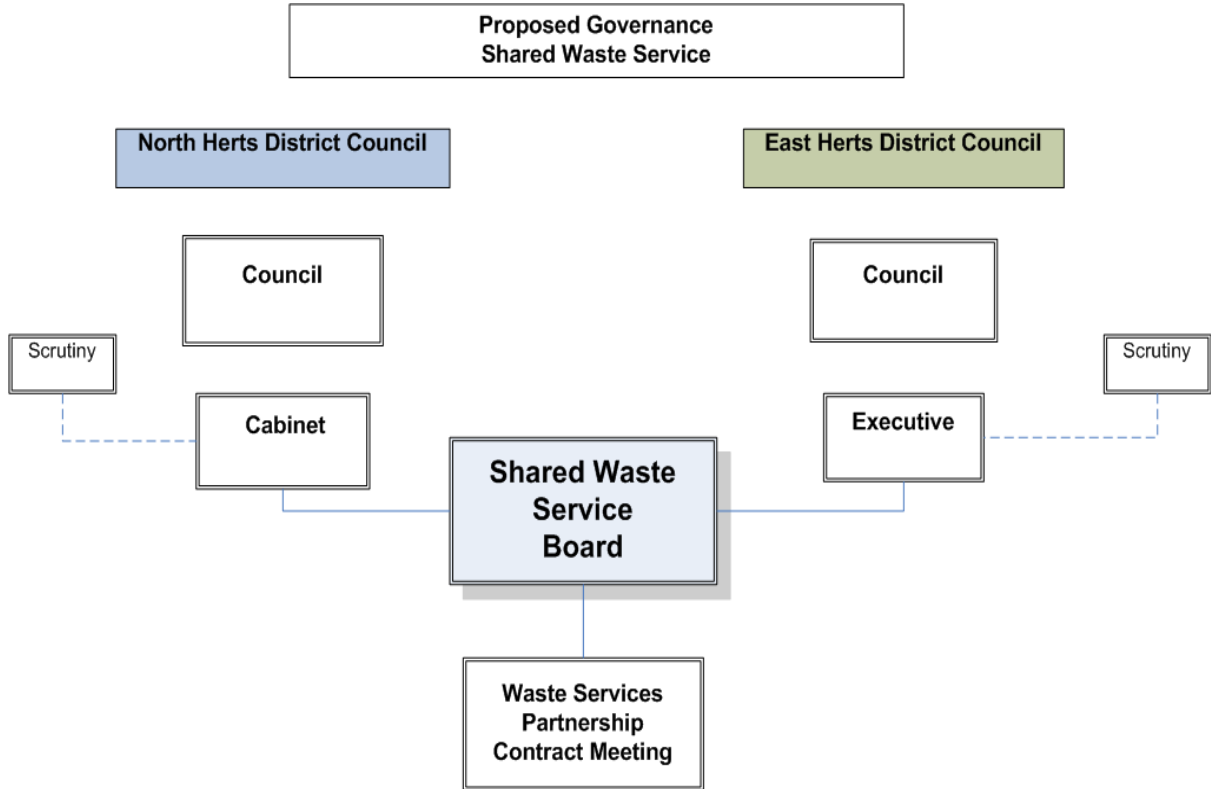 Proposed Governance
Shared Waste Service
North Herts District Council
East Herts District Council
Council
Council
Scrutiny
Scrutiny
Cabinet
Executive
Shared Waste
Service
Board
Waste Services
Partnership
Contract Meeting